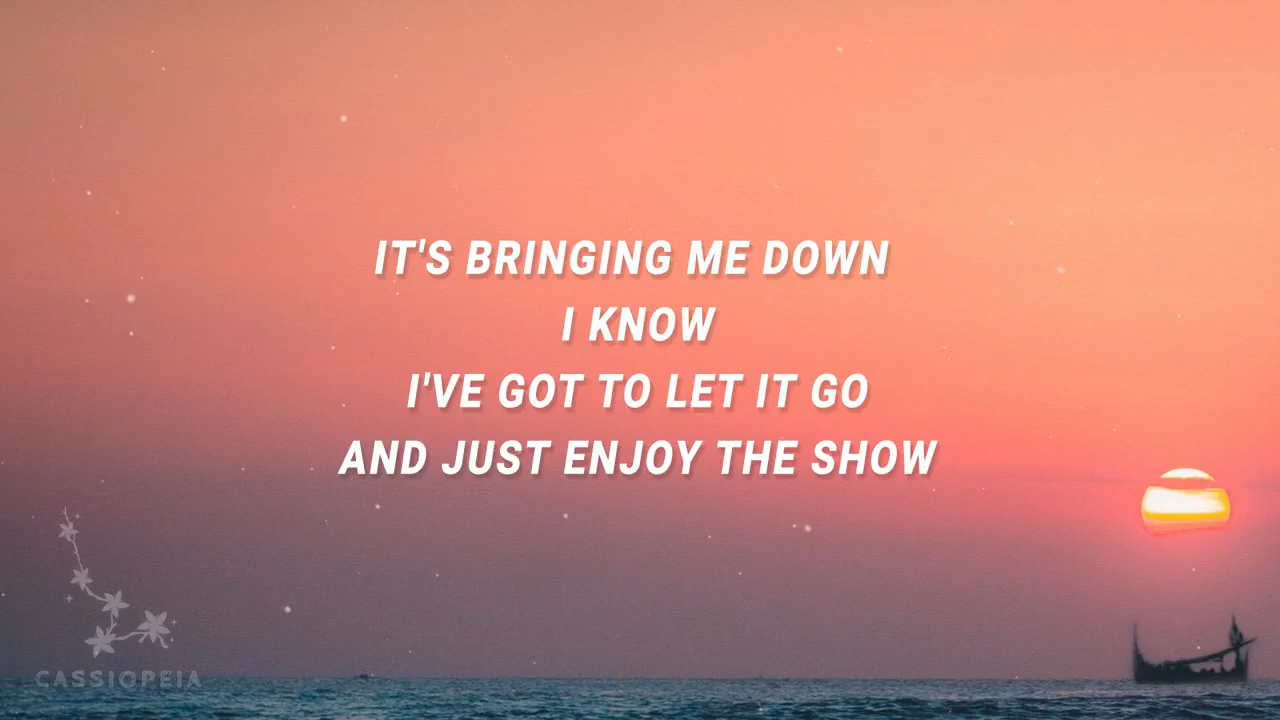 IT'S BRINGING ME DOWN
I KNOW
I'VE GOT TO LET IT GO
AND JUST ENJOY THE SHOW
CASSIOPEIA